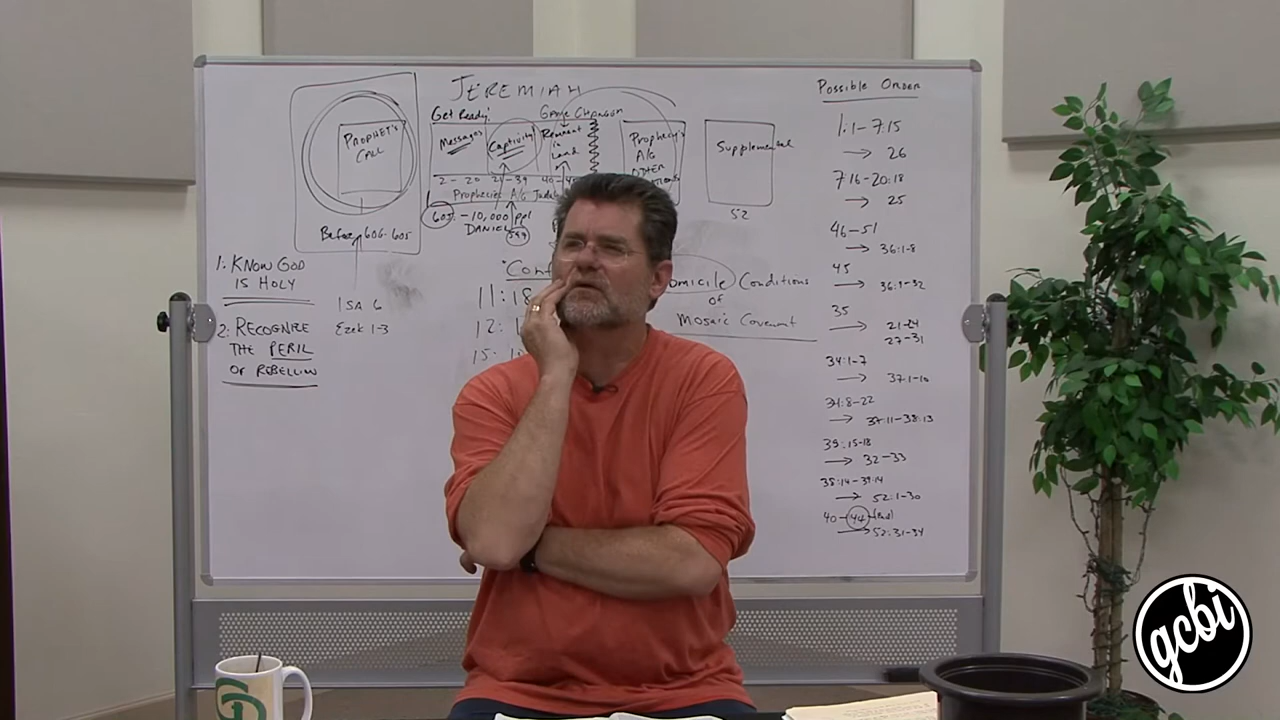 JEREMIAH
Get Ready!
Game Changer
PROPHET'S
CALL
Messages
Captivity
Remnant
in
Land
Prophecy's
A/G
OTHER
Supplemental
2-20
Prophecies A/G Judah
52
605
-10,000 ppl
DANIEL
Before 606-605
1. KNOW GOD
IS HOLY
ISA 6
2: RECOGNIZE
THE PERIL
OF REBELLION
Ezek 1-3
11:18
12:
15:
Domicile Conditions
of
Mosaic Covenant
Possible Order
1:1-7:15
→ 26
7:16-20:18
→ 25
46-51
→ 36:1-8
45
→ 36:9-32
35
→ 21-24
27-31
34:1-7
→ 37:1-10
34:8-22
→ 37:11-38:13
39:15-18
→ 32-33
38:14-39:14
→ 52:1-30
40-44
→ 52:31-34
gcbi